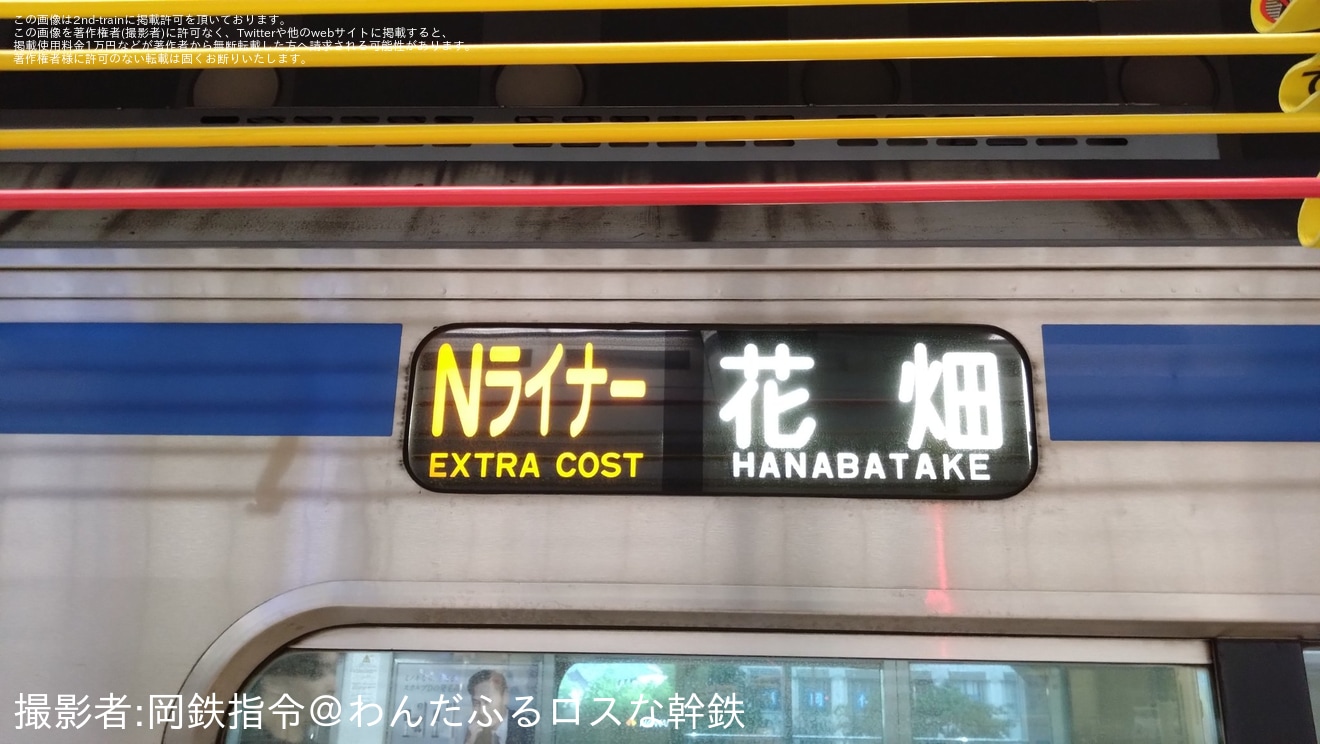 この画像は2nd-trainに掲載許可を頂いております。
この画像を著作権者(撮影者)に許可なく、Twitterや他のwebサイトに掲載すると、
掲載使用料金1万円などが著作者から無断転載した方へ請求される可能性があります。
著作権者様に許可のない転載は固くお断りいたします。
Nライナー 花畑
EXTRA COST HANABATAKE
撮影者:岡鉄指令@わんだふるロスな幹鉄